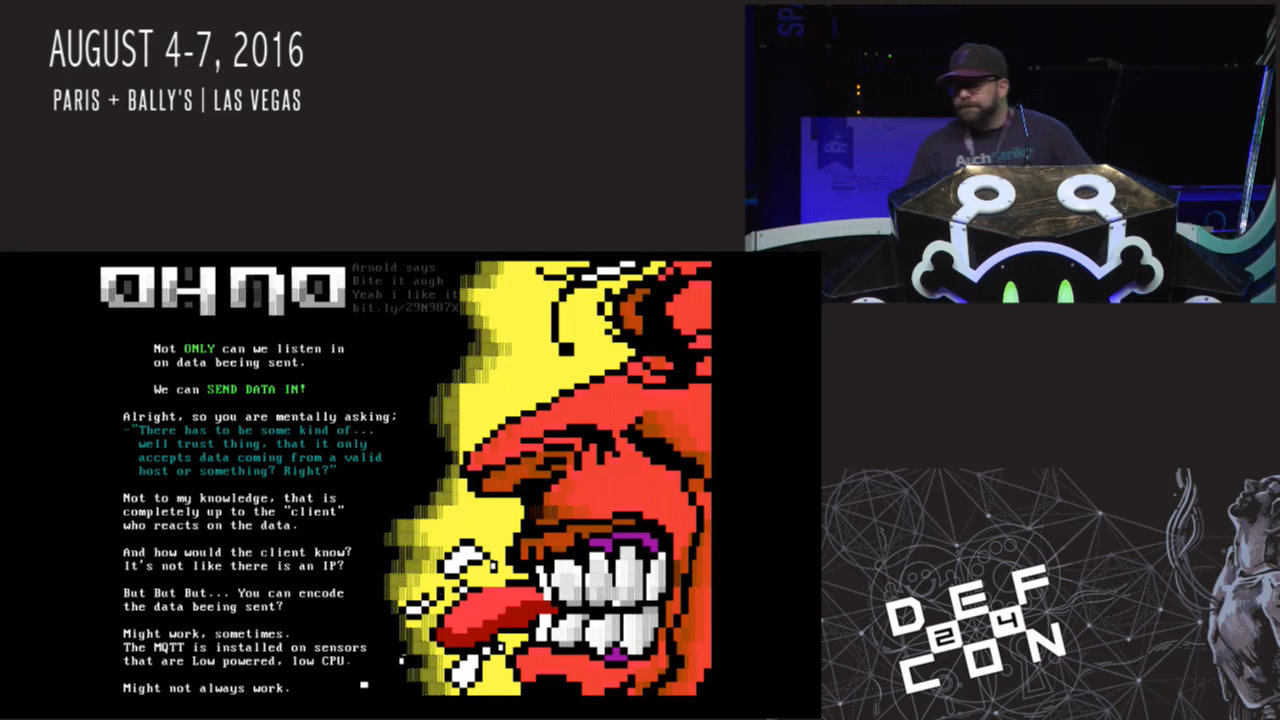 AUGUST 4-7, 2016
PARIS + BALLY'S | LAS VEGAS
ArchStrike
OH NO
Arnold says
Bite it augh
Yeah i like it
bit.ly/29N987X
Not ONLY can we listen in
on data beeing sent.
We can SEND DATA IN!
Alright, so you are mentally asking;
-"There has to be some kind of...
well trust thing, that it only
accepts data coming from a valid
host or something? Right?"
Not to my knowledge, that is
completely up to the "client"
who reacts on the data.
And how would the client know?
It's not like there is an IP?
But But But... You can encode
the data beeing sent?
Might work, sometimes.
The MQTT is installed on sensors
that are Low powered, low CPU.
Might not always work.
DEF
24
CON